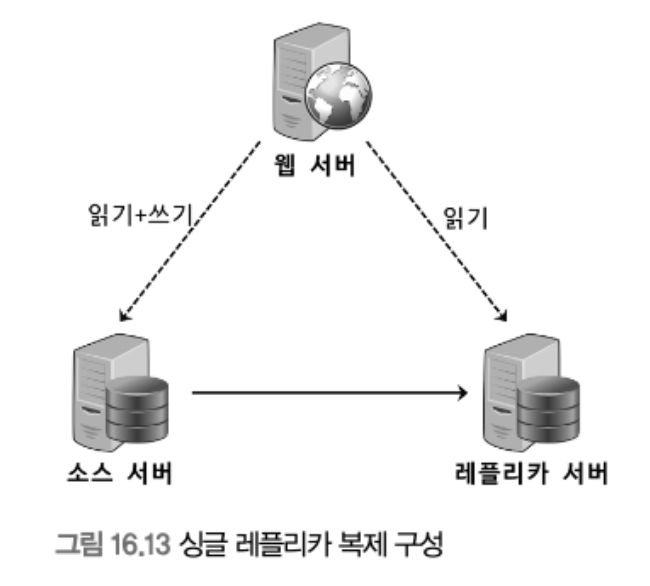 웹 서버
읽기+쓰기
읽기
소스 서버
레플리카 서버
그림 16.13 싱글 레플리카 복제 구성